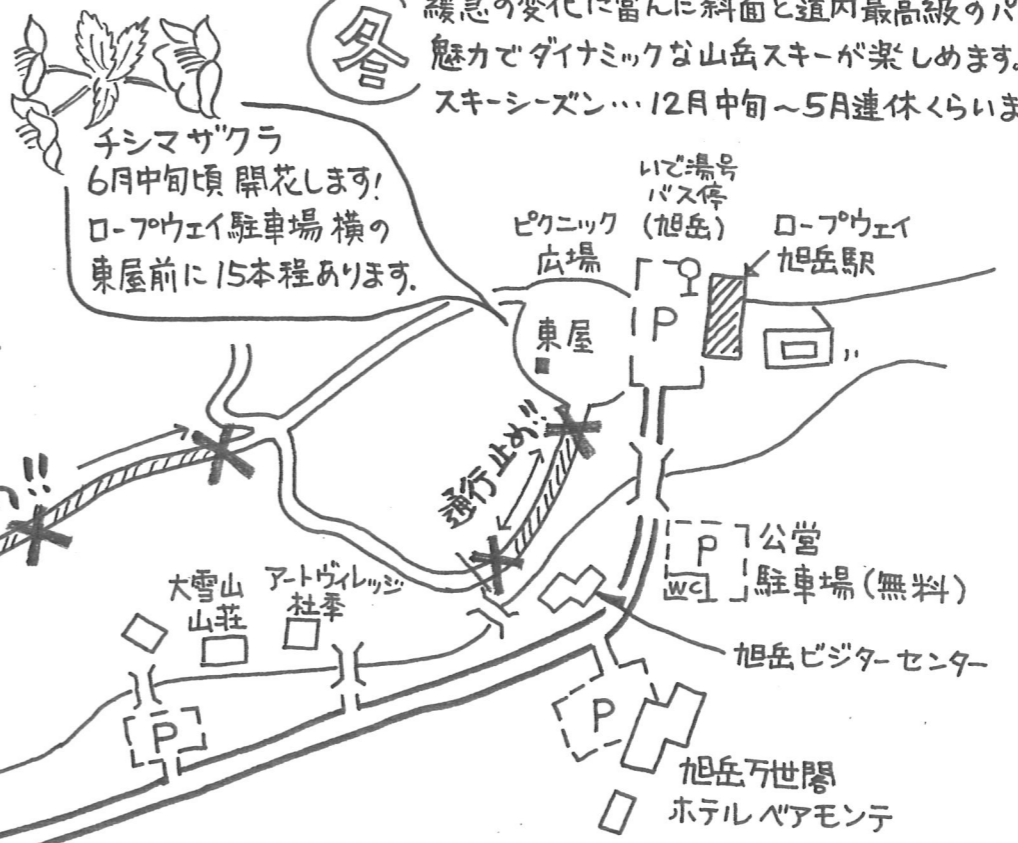 冬
緩急の変化に富んだ斜面と道内最高級のパ
魅力でダイナミックな山岳スキーが楽しめます。
スキーシーズン…12月中旬～5月連休くらいま
チシマザクラ
6月中旬頃 開花します!
ロープウェイ駐車場 横の
東屋前に15本程あります.
いで湯号
バス停
(旭岳)
ピクニック
広場
ロープウェイ
旭岳駅
P
東屋
!!
通行止め!!
P
WC
公営
駐車場(無料)
大雪山
山荘
アートヴィレッジ
杜季
旭岳ビジターセンター
P
P
旭岳万世閣
ホテル ベアモンテ